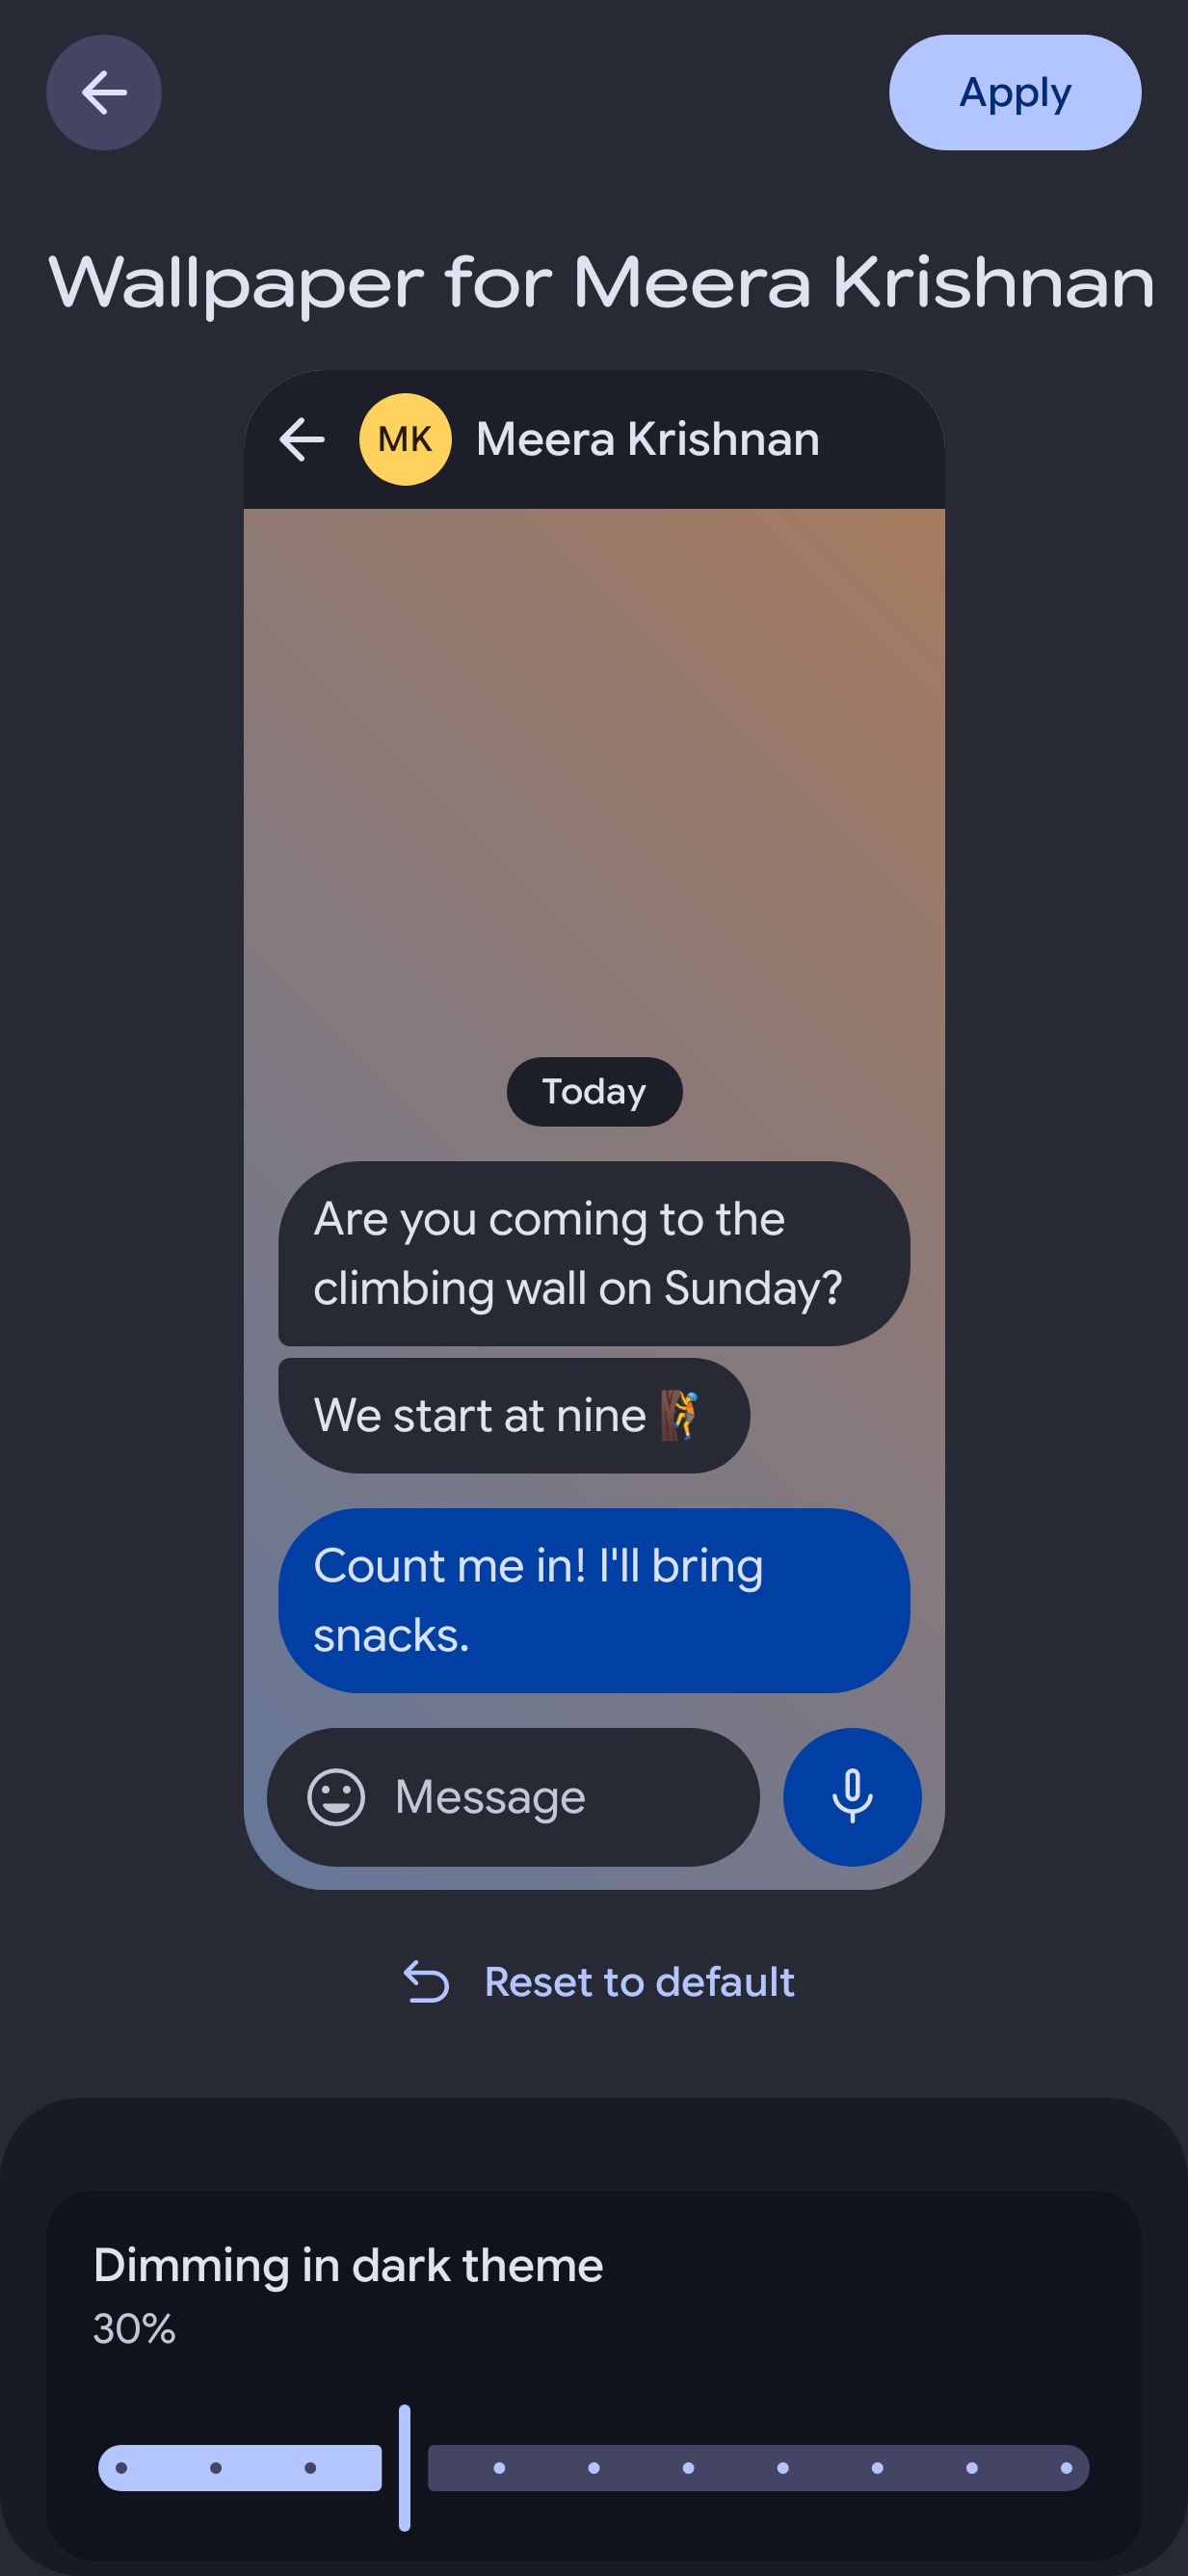 Apply
Wallpaper for Meera Krishnan
MK Meera Krishnan
Today
Are you coming to the
climbing wall on Sunday?
We start at nine 🧗
Count me in! I'll bring
snacks.
Message
Reset to default
Dimming in dark theme
30%